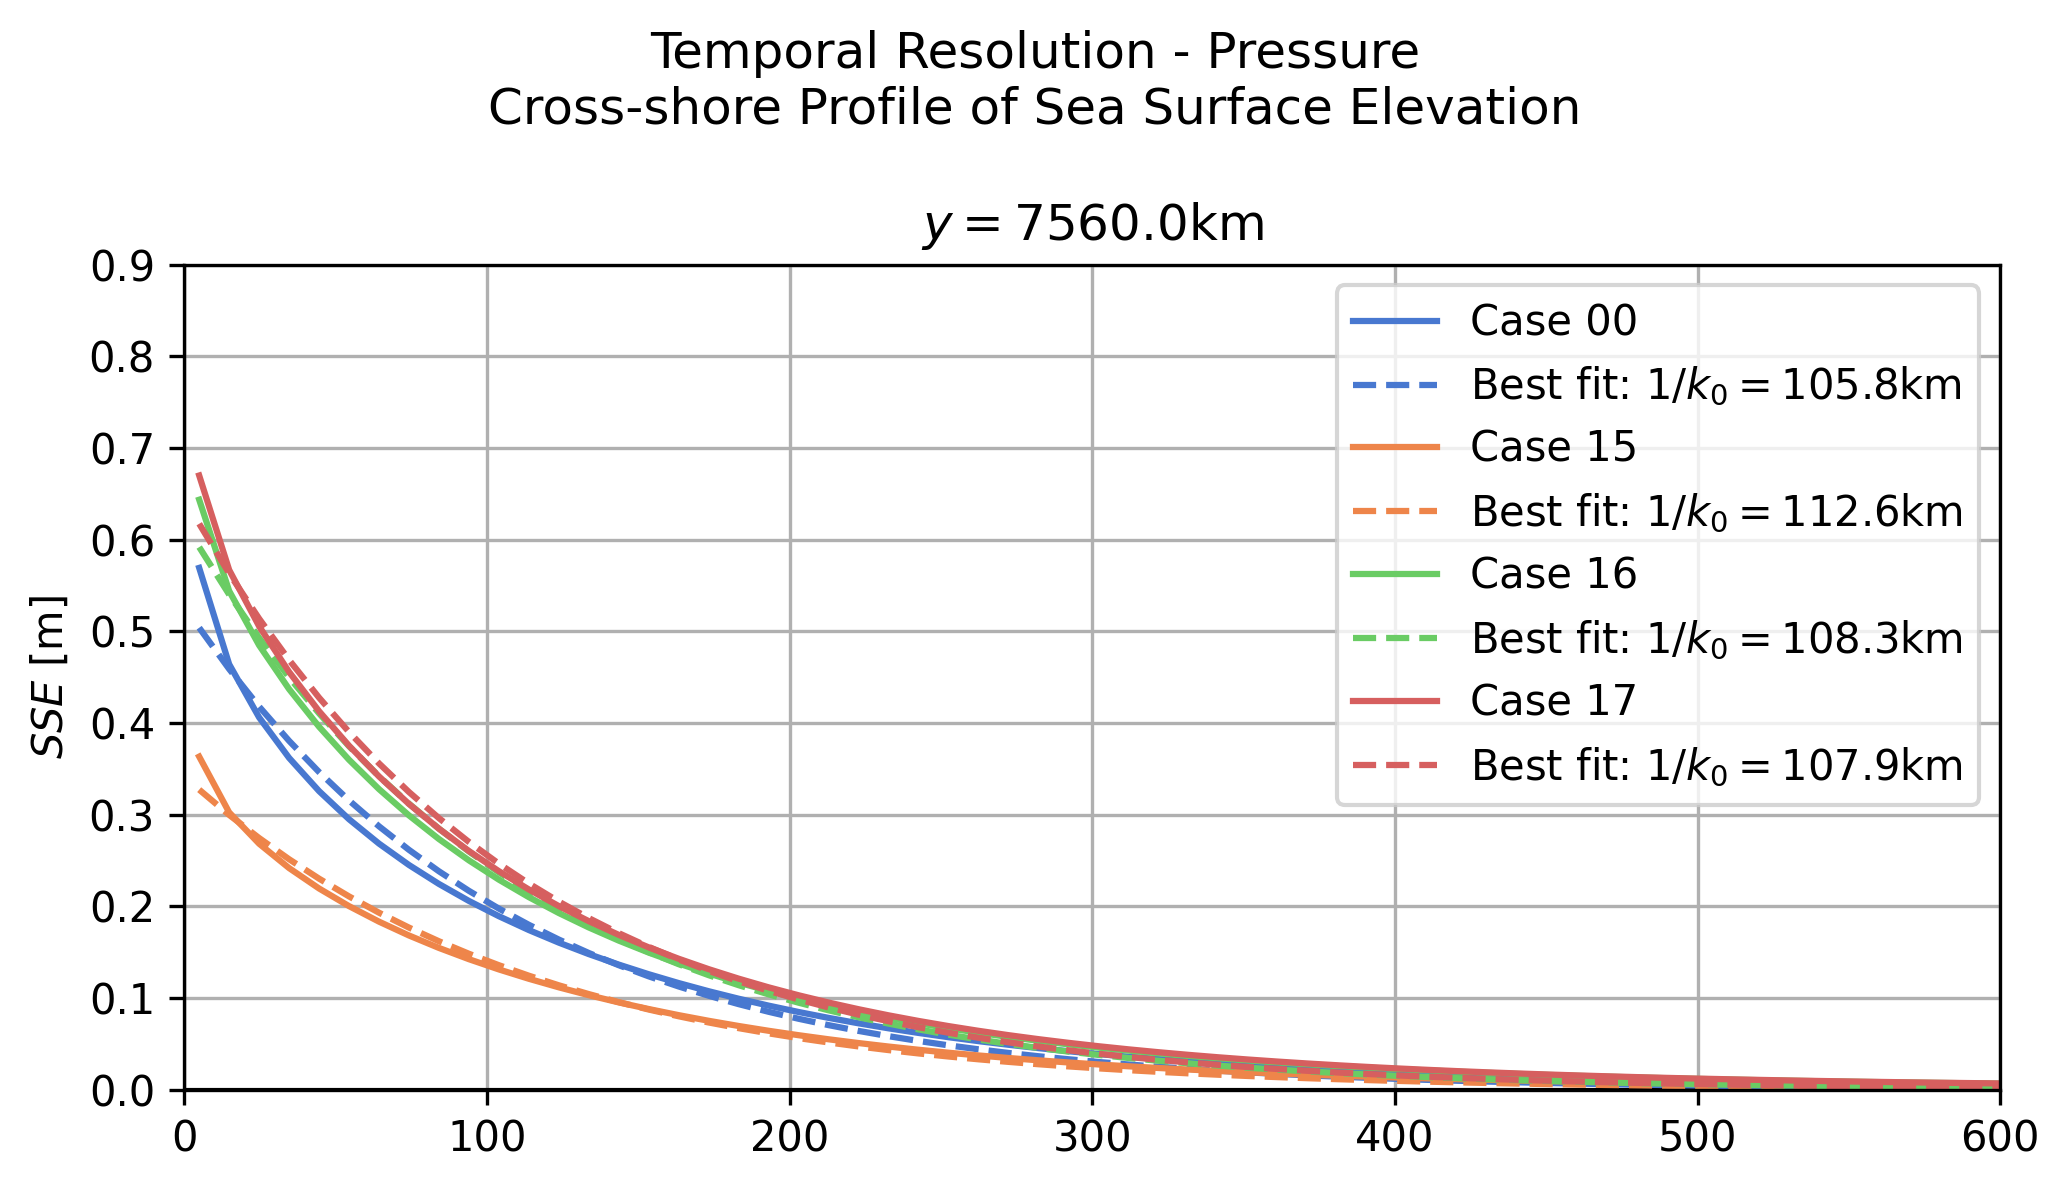 Temporal Resolution - Pressure
Cross-shore Profile of Sea Surface Elevation
y = 7560.0km
0.9
0.8
0.7
0.6
0.5
0.4
0.3
0.2
0.1
0.0
SSE [m]
Case 00
Best fit: 1/k₀ = 105.8km
Case 15
Best fit: 1/k₀ = 112.6km
Case 16
Best fit: 1/k₀ = 108.3km
Case 17
Best fit: 1/k₀ = 107.9km
0 100 200 300 400 500 600